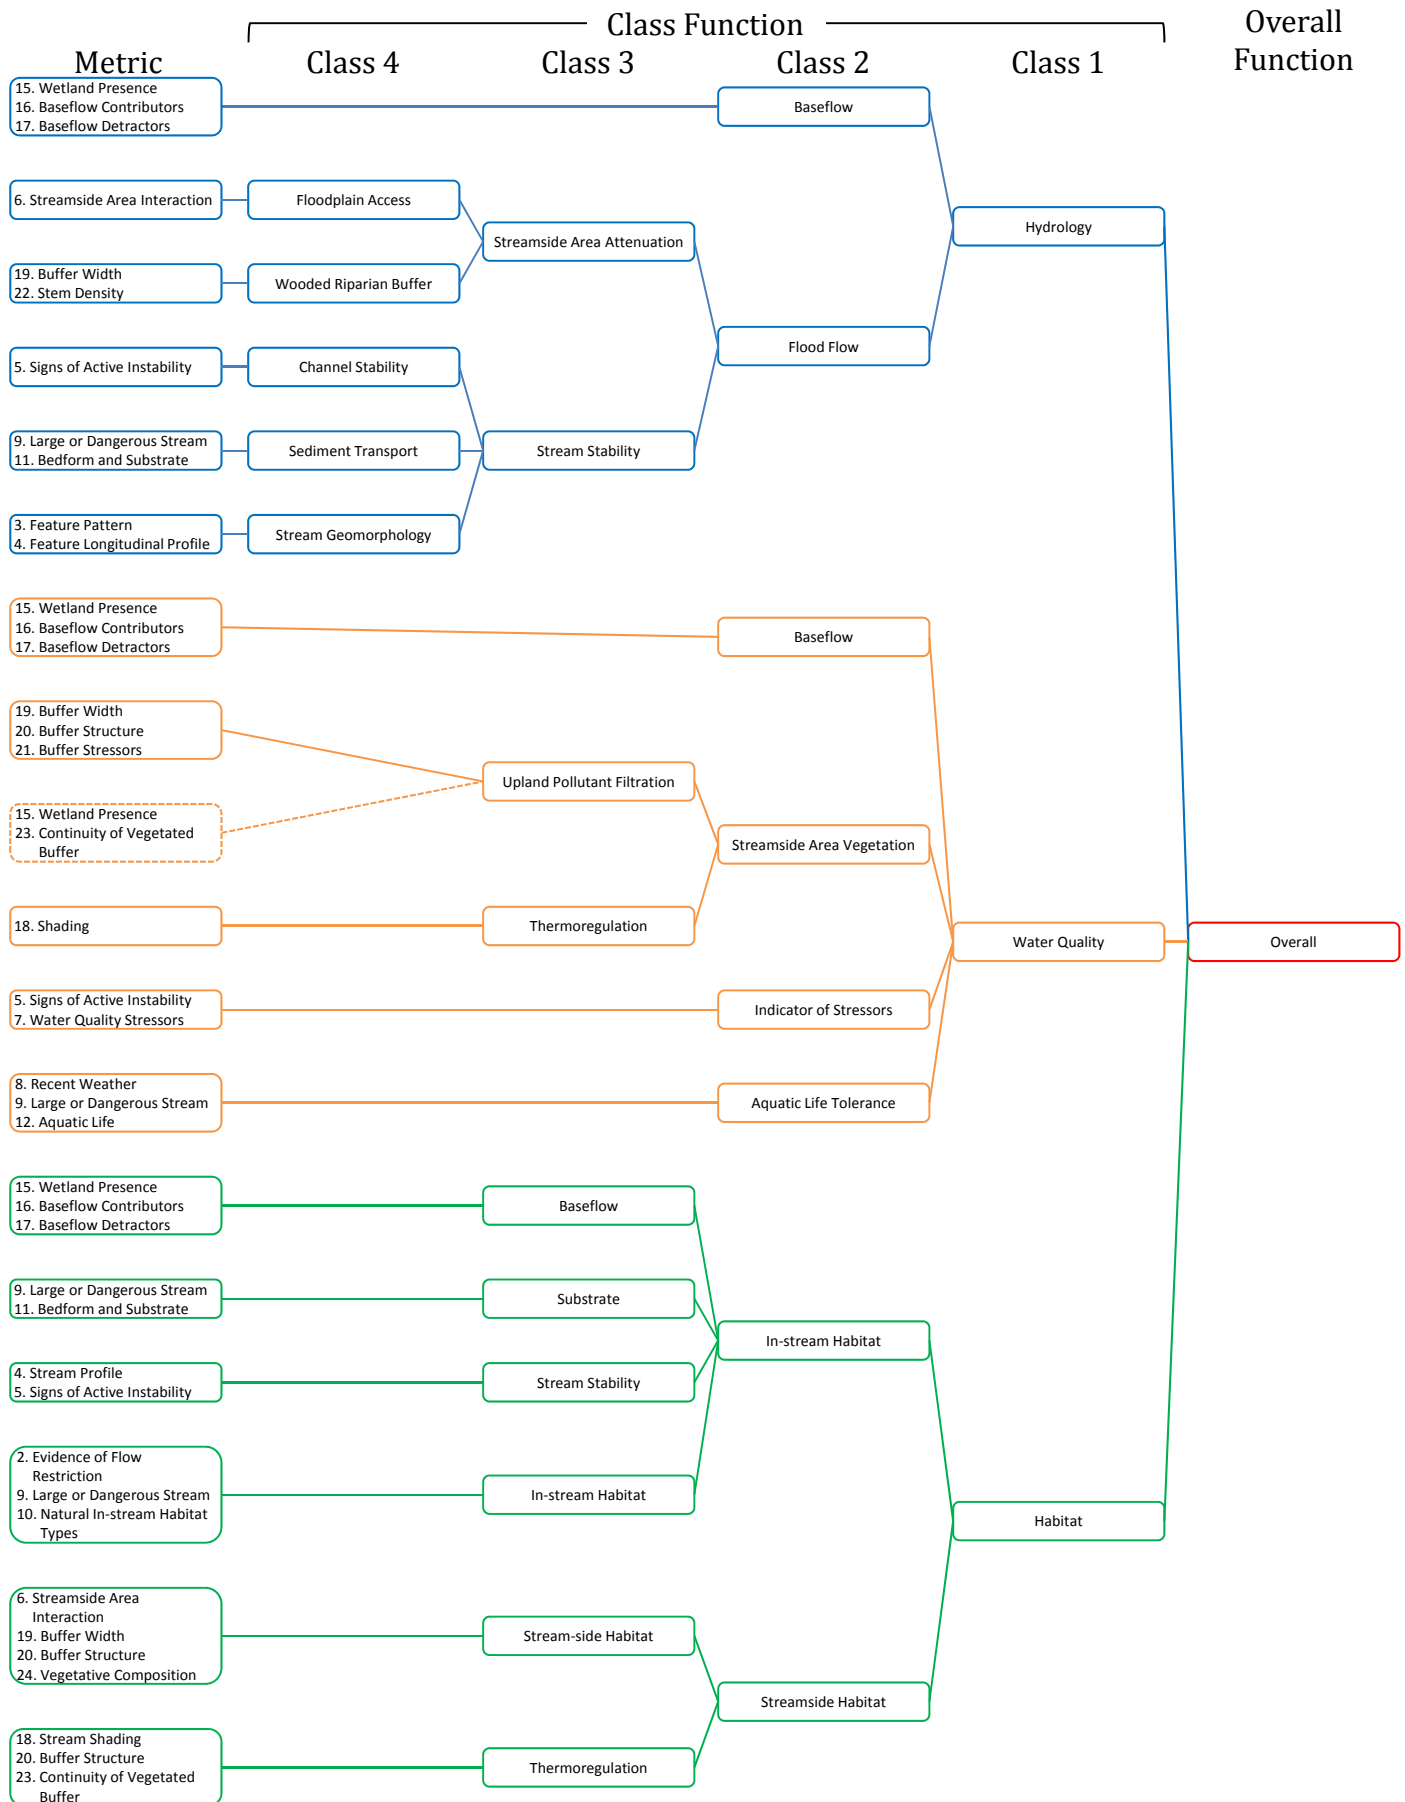 Class Function
Overall
Function
Metric
Class 4
Class 3
Class 2
Class 1
15. Wetland Presence
16. Baseflow Contributors
17. Baseflow Detractors
Baseflow
6. Streamside Area Interaction
Floodplain Access
Streamside Area Attenuation
Hydrology
19. Buffer Width
22. Stem Density
Wooded Riparian Buffer
Flood Flow
5. Signs of Active Instability
Channel Stability
9. Large or Dangerous Stream
11. Bedform and Substrate
Sediment Transport
Stream Stability
3. Feature Pattern
4. Feature Longitudinal Profile
Stream Geomorphology
15. Wetland Presence
16. Baseflow Contributors
17. Baseflow Detractors
Baseflow
19. Buffer Width
20. Buffer Structure
21. Buffer Stressors
Upland Pollutant Filtration
15. Wetland Presence
23. Continuity of Vegetated
Buffer
Streamside Area Vegetation
18. Shading
Thermoregulation
Water Quality
Overall
5. Signs of Active Instability
7. Water Quality Stressors
Indicator of Stressors
8. Recent Weather
9. Large or Dangerous Stream
12. Aquatic Life
Aquatic Life Tolerance
15. Wetland Presence
16. Baseflow Contributors
17. Baseflow Detractors
Baseflow
9. Large or Dangerous Stream
11. Bedform and Substrate
Substrate
In-stream Habitat
4. Stream Profile
5. Signs of Active Instability
Stream Stability
2. Evidence of Flow
Restriction
9. Large or Dangerous Stream
10. Natural In-stream Habitat
Types
In-stream Habitat
Habitat
6. Streamside Area
Interaction
19. Buffer Width
20. Buffer Structure
24. Vegetative Composition
Stream-side Habitat
Streamside Habitat
18. Stream Shading
20. Buffer Structure
23. Continuity of Vegetated
Buffer
Thermoregulation